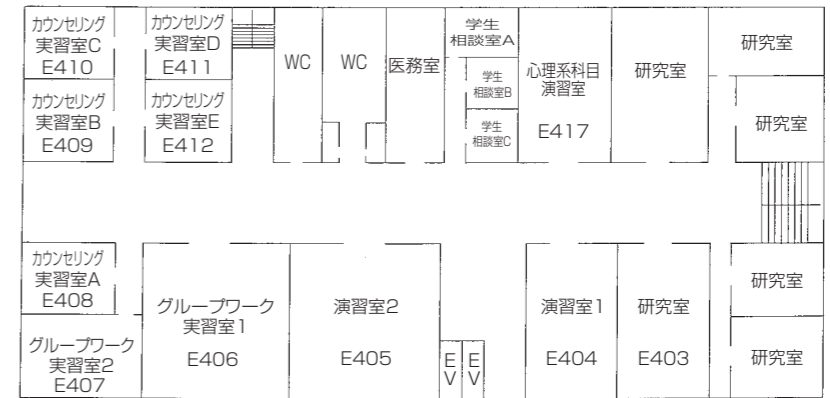 カウンセリング
実習室C
E410
カウンセリング
実習室D
E411
WC
WC
医務室
学生
相談室A
学生
相談室B
学生
相談室C
心理系科目
演習室
E417
研究室
研究室
研究室
カウンセリング
実習室B
E409
カウンセリング
実習室E
E412
カウンセリング
実習室A
E408
グループワーク
実習室2
E407
グループワーク
実習室1
E406
演習室2
E405
EV
EV
演習室1
E404
研究室
E403
研究室
研究室